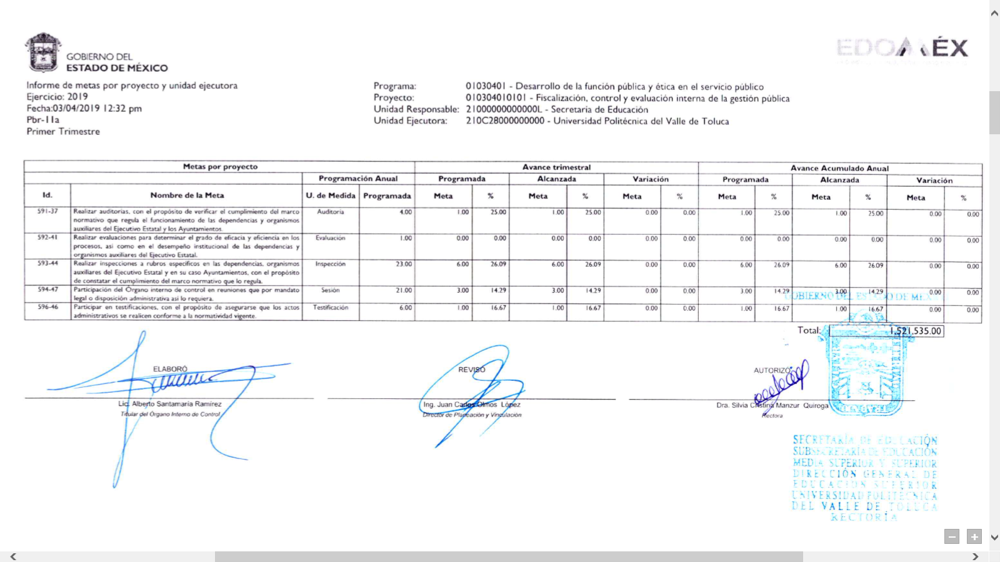 GOBIERNO DEL
ESTADO DE MÉXICO
EDOMÉX
Informe de metas por proyecto y unidad ejecutora
Ejercicio: 2019
Fecha:03/04/2019 12:32 pm
Pbr-11a
Primer Trimestre
Programa: 01030401 - Desarrollo de la función pública y ética en el servicio público
Proyecto: 010304010101 - Fiscalización, control y evaluación interna de la gestión pública
Unidad Responsable: 21000000000000L - Secretaría de Educación
Unidad Ejecutora: 210C28000000000 - Universidad Politécnica del Valle de Toluca
Metas por proyecto Avance trimestral Avance Acumulado Anual
Programación Anual Programada Alcanzada Variación Programada Alcanzada Variación
Id. Nombre de la Meta U. de Medida Programada Meta % Meta % Meta % Meta % Meta % Meta %
591-37 Realizar auditorias, con el propósito de verificar el cumplimiento del marco Auditoria 4.00 1.00 25.00 1.00 25.00 0.00 0.00 1.00 25.00 1.00 25.00 0.00 0.00
normativo que regula el funcionamiento de las dependencias y organismos
auxiliares del Ejecutivo Estatal y los Ayuntamientos.
592-41 Realizar evaluaciones para determinar el grado de eficacia y eficiencia en los Evaluación 1.00 0.00 0.00 0.00 0.00 0.00 0.00 0.00 0.00 0.00 0.00 0.00 0.00
procesos, asi como en el desempeño institucional de las dependencias y
organismos auxiliares del Ejecutivo Estatal.
593-44 Realizar inspecciones a rubros especificos en las dependencias, organismos Inspección 23.00 6.00 26.09 6.00 26.09 0.00 0.00 6.00 26.09 6.00 26.09 0.00 0.00
auxiliares del Ejecutivo Estatal y en su caso Ayuntamientos, con el propósito
de constatar el cumplimiento del marco normativo que lo regula.
594-47 Participación del Órgano interno de control en reuniones que por mandato Sesión 21.00 3.00 14.29 3.00 14.29 0.00 0.00 3.00 14.29 3.00 14.29 0.00 0.00
legal o disposición administrativa asi lo requiera.
596-46 Participar en testificaciones, con el propósito de asegurarse que los actos Testificación 6.00 1.00 16.67 1.00 16.67 0.00 0.00 1.00 16.67 1.00 16.67 0.00 0.00
administrativos se realicen conforme a la normatividad vigente.
GOBIERNO DEL ESTADO DE MEXICO
Total: 1,521,535.00
ELABORÓ REVISÓ AUTORIZÓ
Lic. Alberto Santamaría Ramírez Ing. Juan Carlos Olmos López Dra. Silvia Cristina Manzur Quiroga
Titular del Órgano Interno de Control Director de Planeación y Vinculación Rectora
SECRETARÍA DE EDUCACIÓN
SUBSECRETARÍA DE EDUCACIÓN
MEDIA SUPERIOR Y SUPERIOR
DIRECCIÓN GENERAL DE
EDUCACIÓN SUPERIOR
UNIVERSIDAD POLITÉCNICA
DEL VALLE DE TOLUCA
RECTORÍA